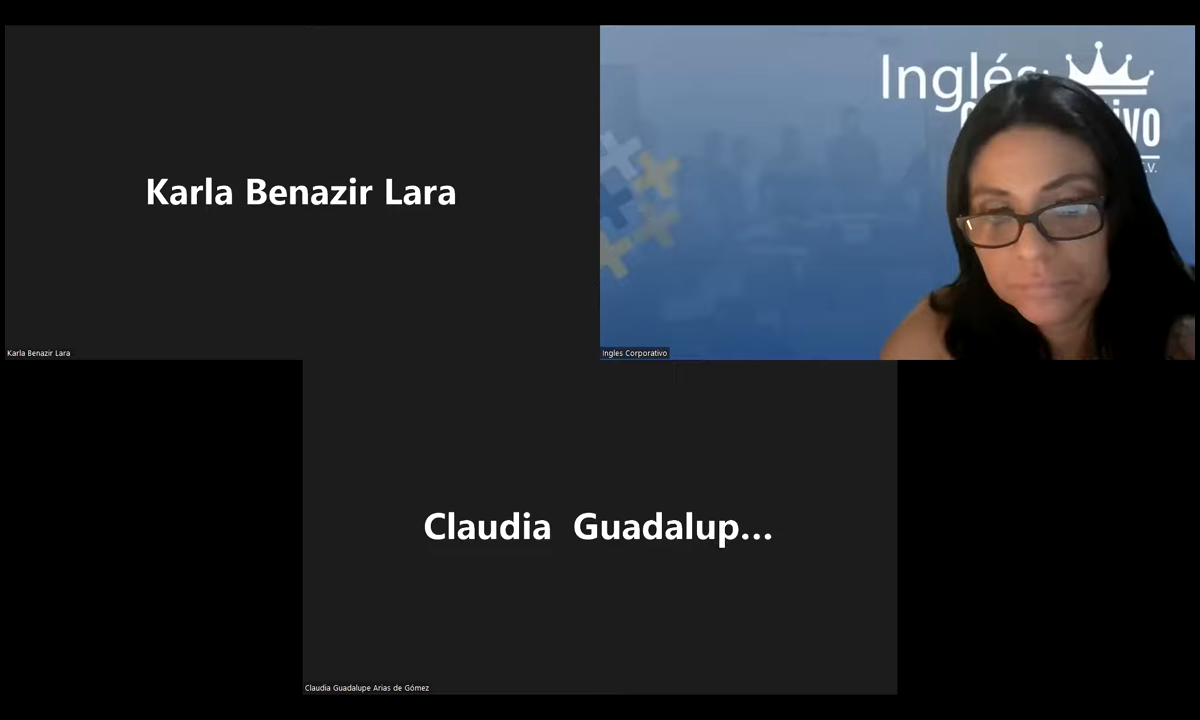 Karla Benazir Lara
Karla Benazir Lara
Inglés
C.V.
Ingles Corporativo
Claudia Guadalup...
Claudia Guadalupe Arias de Gómez